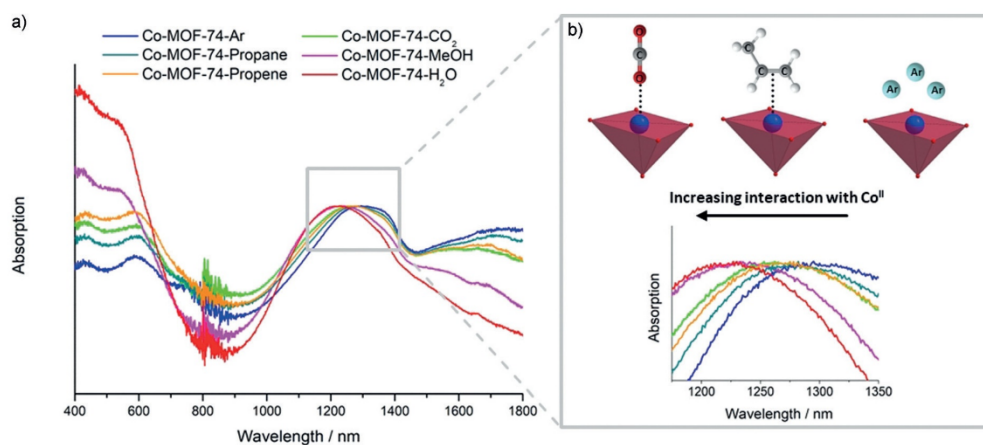 a)
Co-MOF-74-Ar
Co-MOF-74-Propane
Co-MOF-74-Propene
Co-MOF-74-CO₂
Co-MOF-74-MeOH
Co-MOF-74-H₂O
Absorption
400 600 800 1000 1200 1400 1600 1800
Wavelength / nm
b)
O
C
O
C
C
C
Ar
Ar
Ar
Increasing interaction with Coᴵᴵ
Absorption
1200 1250 1300 1350
Wavelength / nm